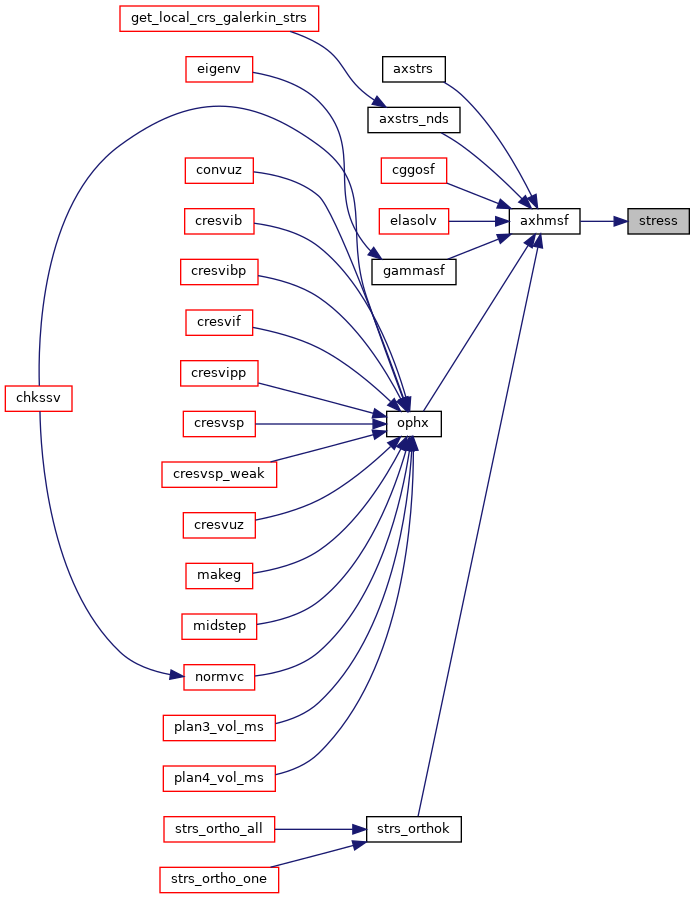 get_local_crs_galerkin_strs
eigenv
axstrs
axstrs_nds
convuz
cggosf
cresvib
elasolv
axhmsf
stress
cresvibp
gammasf
cresvif
cresvipp
chkssv
cresvsp
ophx
cresvsp_weak
cresvuz
makeg
midstep
normvc
plan3_vol_ms
plan4_vol_ms
strs_ortho_all
strs_orthok
strs_ortho_one